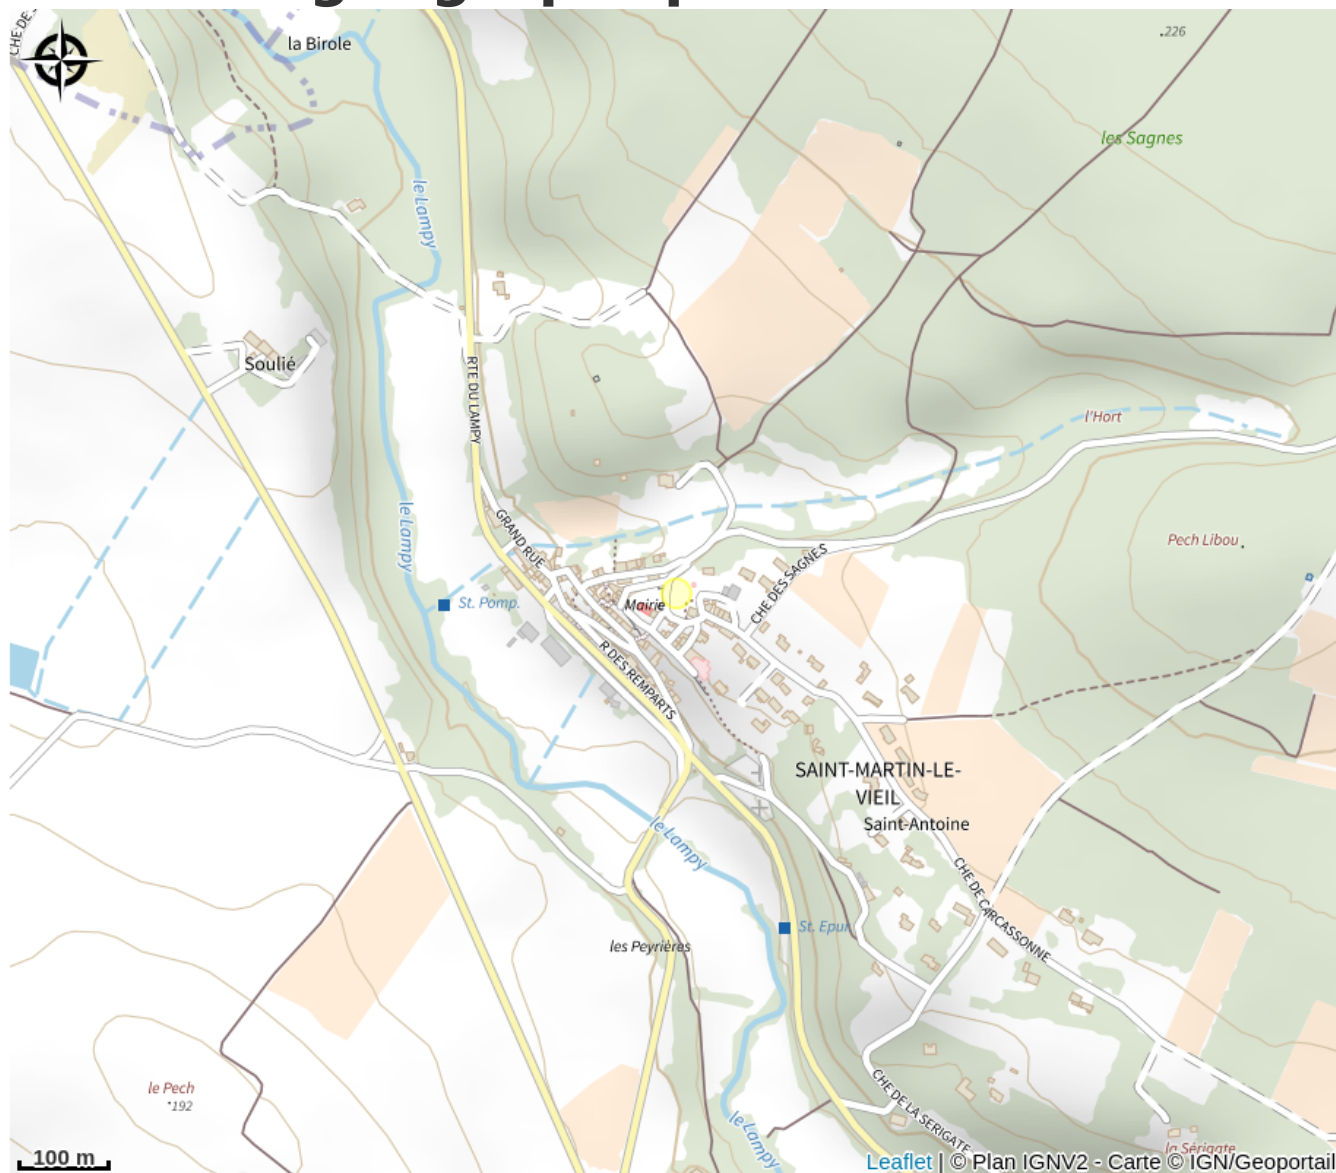 CHE DE
la Birole
.226
les Sagnes
le Lampy
Soulié
RTE DU LAMPY
l'Hort
le Lampy
GRAND RUE
Pech Libou.
CHE DES SAGNES
St. Pomp.
Mairie
R DES REMPARTS
SAINT-MARTIN-LE-
VIEIL
Saint-Antoine
le Lampy
CHE DE CARCASSONNE
St. Epur
les Peyrières
le Pech
192
CHE DE LA SERIGATE
le Lampy
la Sérigate
100 m
Leaflet | © Plan IGNV2 - Carte © IGN/Geoportail